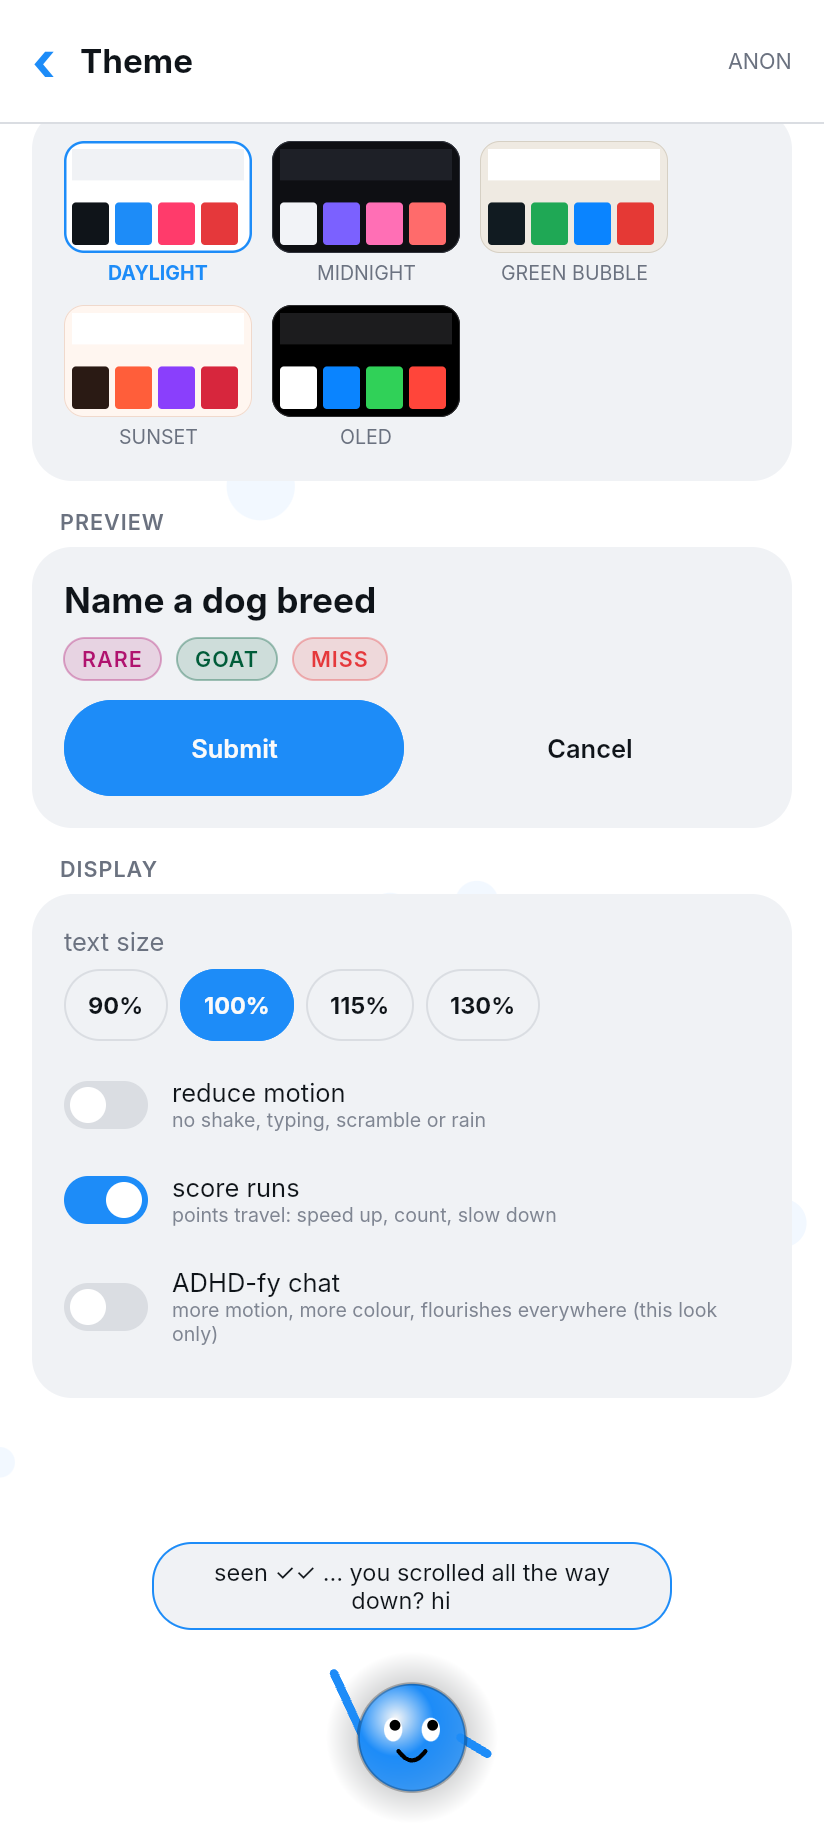 Theme
ANON
DAYLIGHT
MIDNIGHT
GREEN BUBBLE
SUNSET
OLED
PREVIEW
Name a dog breed
RARE
GOAT
MISS
Submit
Cancel
DISPLAY
text size
90%
100%
115%
130%
reduce motion
no shake, typing, scramble or rain
score runs
points travel: speed up, count, slow down
ADHD-fy chat
more motion, more colour, flourishes everywhere (this look
only)
seen ✓✓ ... you scrolled all the way
down? hi